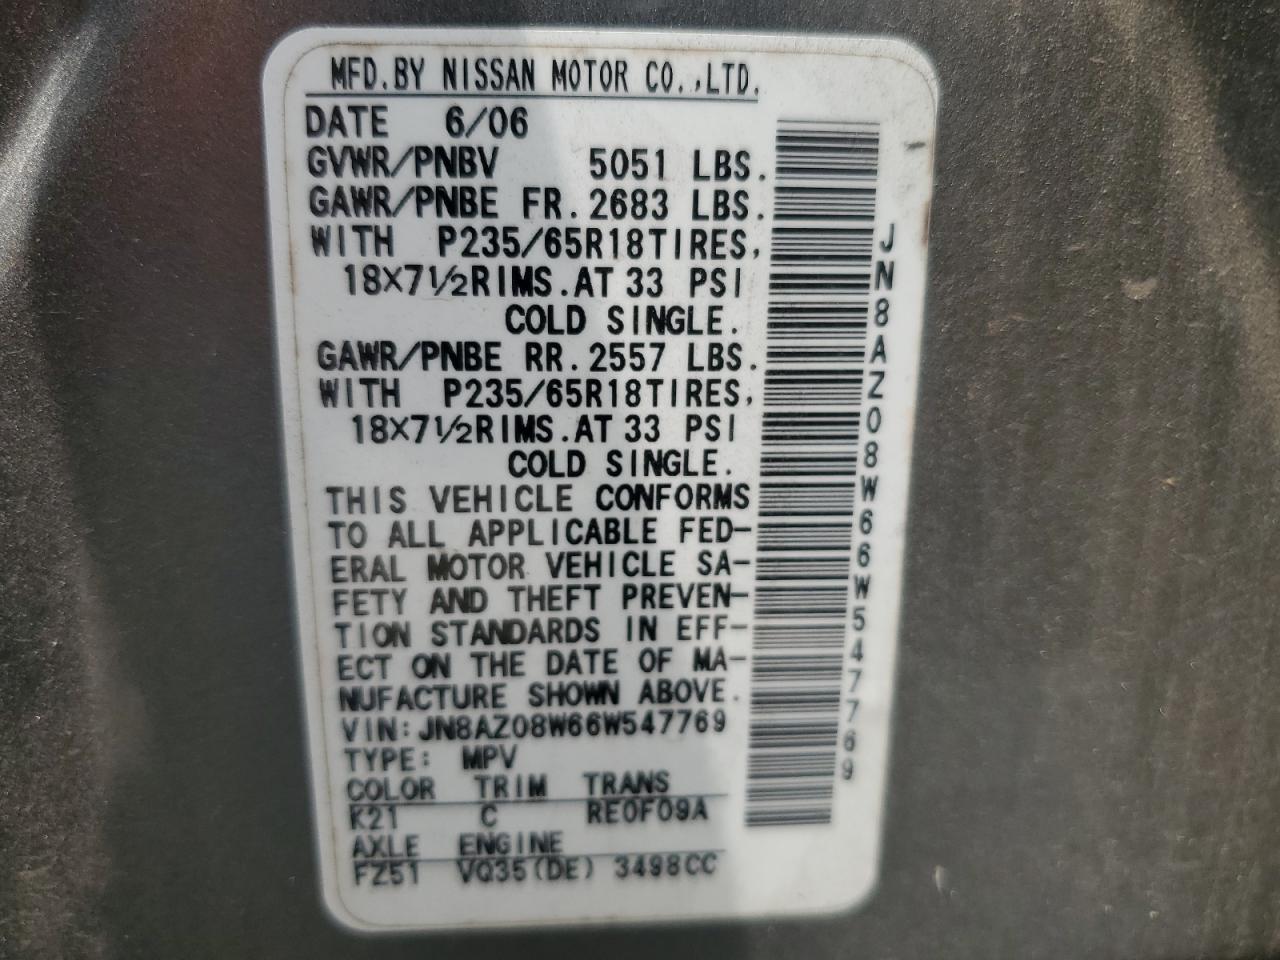 MFD.BY NISSAN MOTOR CO.,LTD.
DATE 6/06
GVWR/PNBV 5051 LBS.
GAWR/PNBE FR. 2683 LBS.
WITH P235/65R18TIRES,
18×7½RIMS.AT 33 PSI
COLD SINGLE.
GAWR/PNBE RR. 2557 LBS.
WITH P235/65R18TIRES,
18×7½RIMS.AT 33 PSI
COLD SINGLE.
THIS VEHICLE CONFORMS
TO ALL APPLICABLE FED-
ERAL MOTOR VEHICLE SA-
FETY AND THEFT PREVEN-
TION STANDARDS IN EFF-
ECT ON THE DATE OF MA-
NUFACTURE SHOWN ABOVE.
VIN: JN8AZ08W66W547769
TYPE: MPV
COLOR TRIM TRANS
K21 C RE0F09A
AXLE ENGINE
FZ51 VQ35(DE) 3498CC
JN8AZ08W66W547769